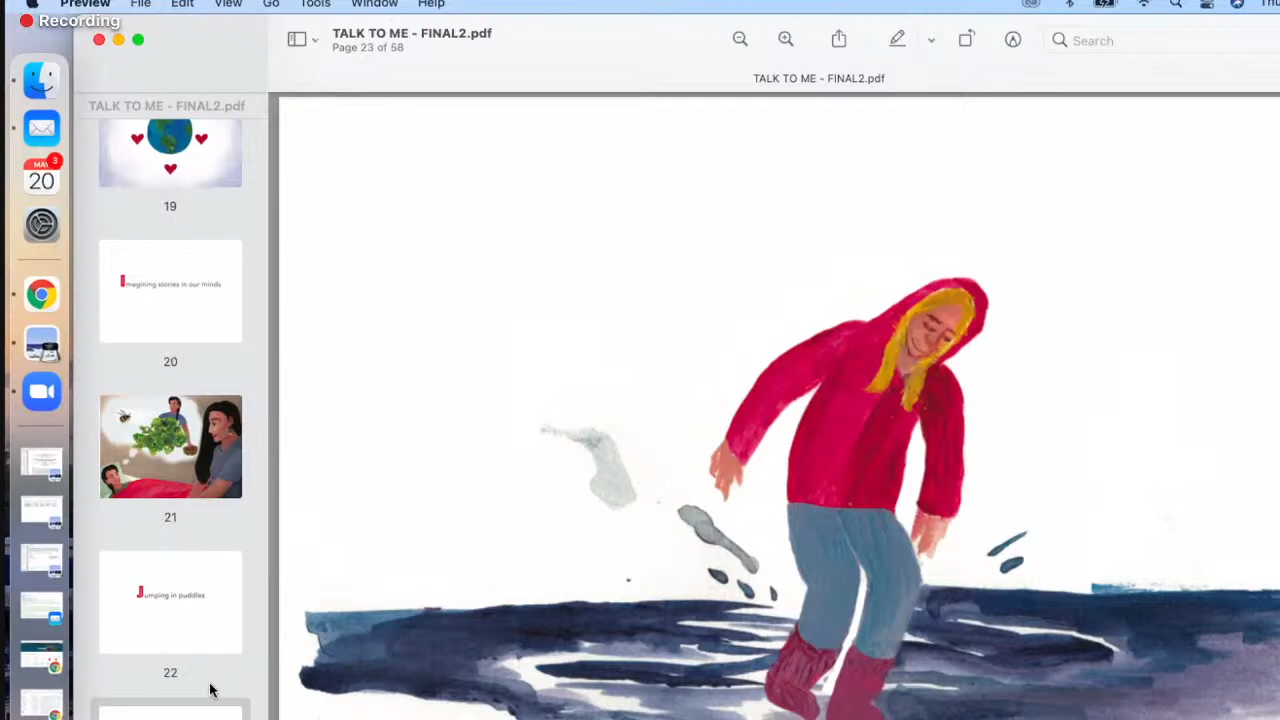 Preview File Edit View Go Tools Window Help
Recording
TALK TO ME - FINAL2.pdf
Page 23 of 58
Search
TALK TO ME - FINAL2.pdf
TALK TO ME - FINAL2.pdf
3
20
19
Imagining stories in our minds
20
21
Jumping in puddles
22